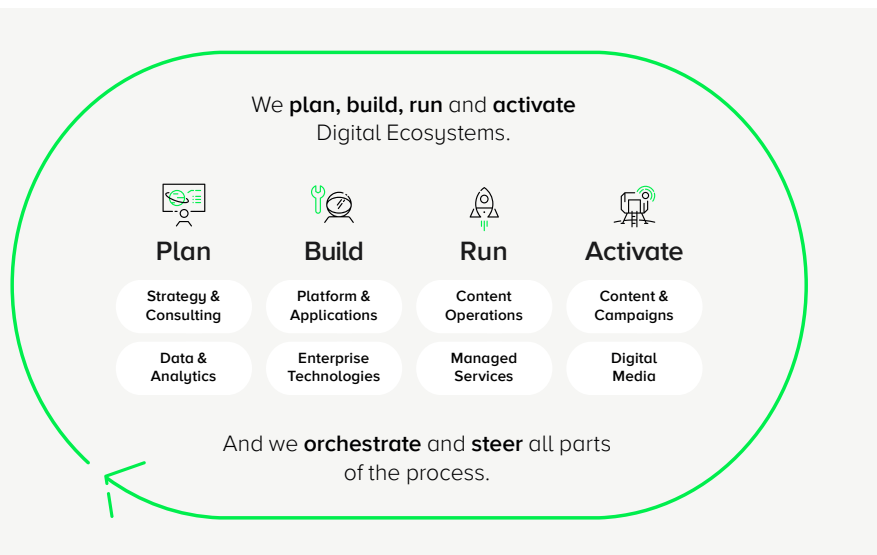 We plan, build, run and activate
Digital Ecosystems.
Plan
Build
Run
Activate
Strategy &
Consulting
Platform &
Applications
Content
Operations
Content &
Campaigns
Data &
Analytics
Enterprise
Technologies
Managed
Services
Digital
Media
And we orchestrate and steer all parts
of the process.